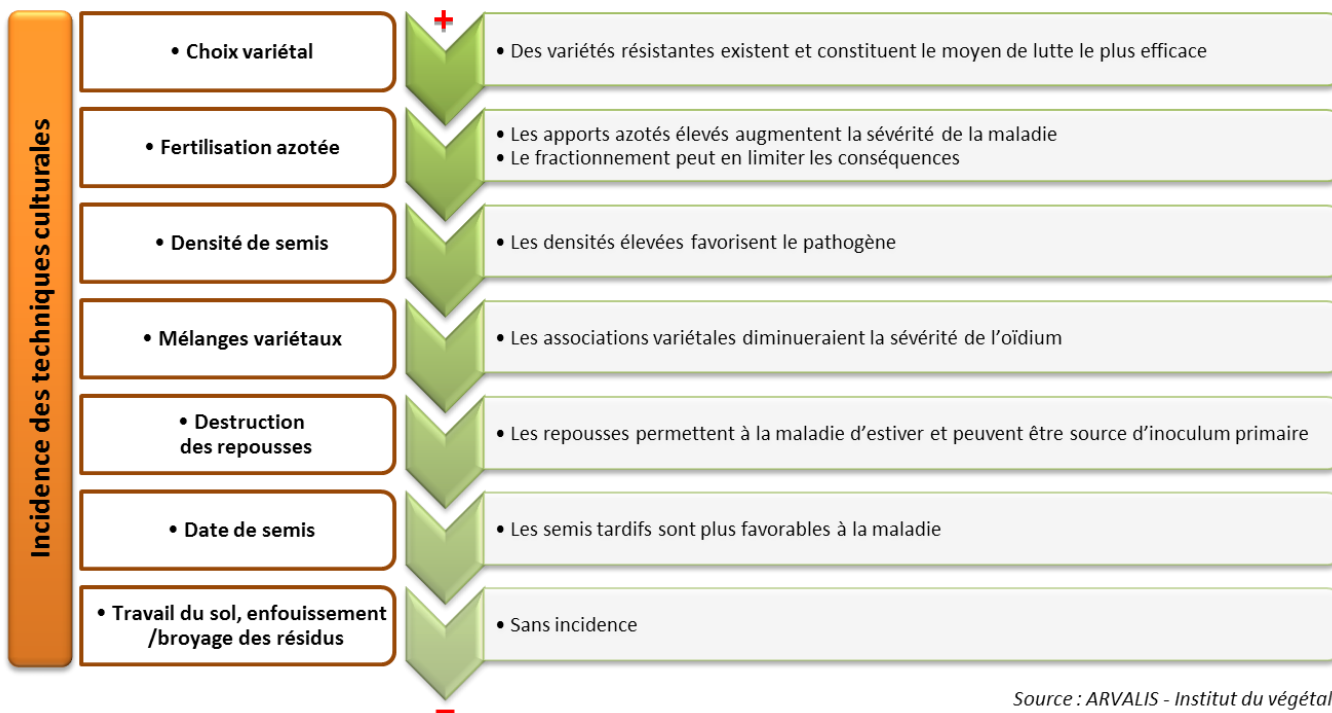 Incidence des techniques culturales
+
• Choix variétal
• Des variétés résistantes existent et constituent le moyen de lutte le plus efficace
• Fertilisation azotée
• Les apports azotés élevés augmentent la sévérité de la maladie
• Le fractionnement peut en limiter les conséquences
• Densité de semis
• Les densités élevées favorisent le pathogène
• Mélanges variétaux
• Les associations variétales diminueraient la sévérité de l’oïdium
• Destruction
des repousses
• Les repousses permettent à la maladie d’estiver et peuvent être source d’inoculum primaire
• Date de semis
• Les semis tardifs sont plus favorables à la maladie
• Travail du sol, enfouissement
/broyage des résidus
• Sans incidence
–
Source : ARVALIS - Institut du végétal